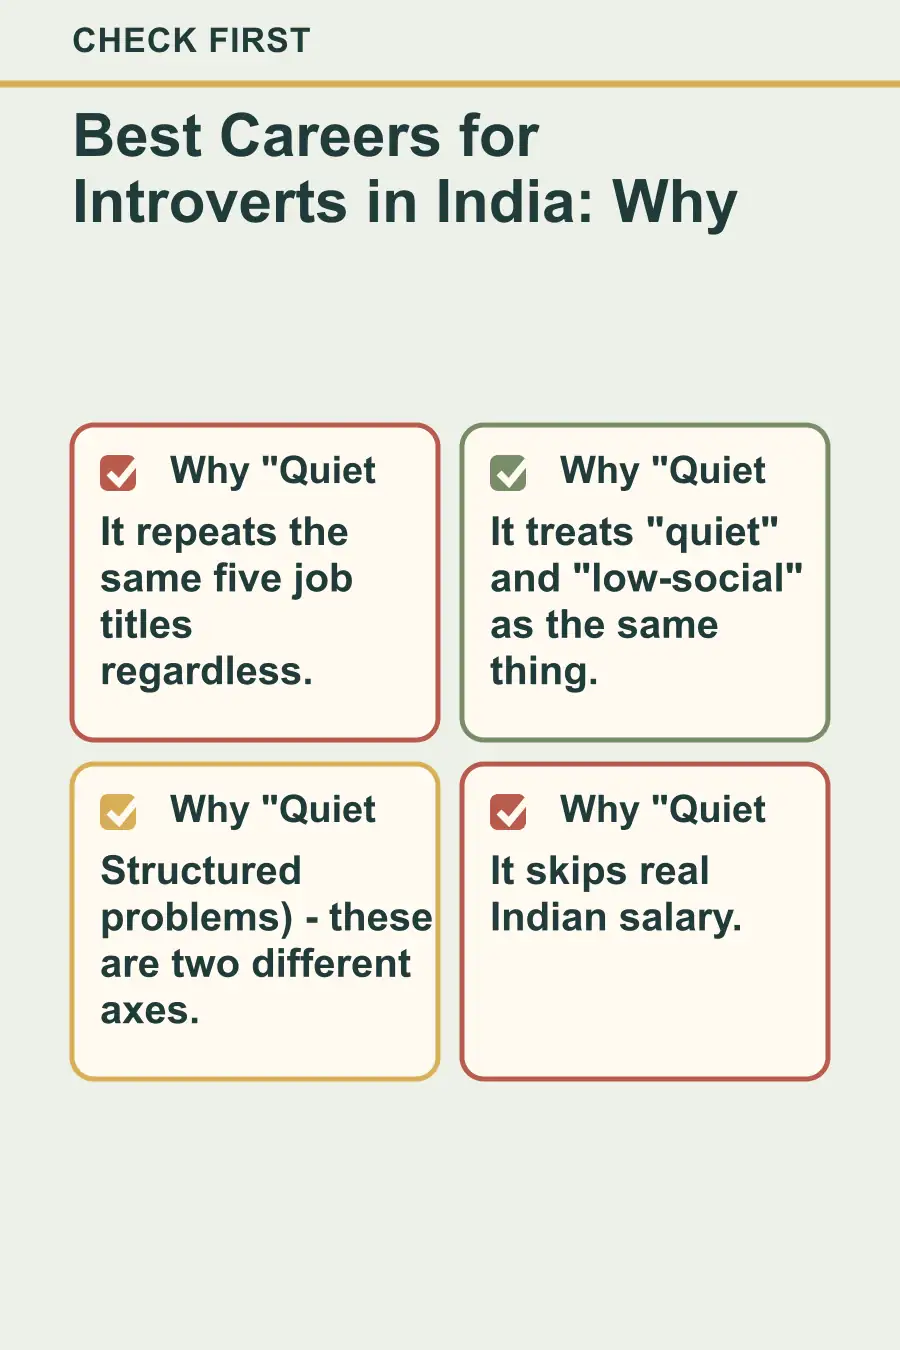 CHECK FIRST
Best Careers for
Introverts in India: Why
Why "Quiet
It repeats the
same five job
titles
regardless.
Why "Quiet
It treats "quiet"
and "low-social"
as the same
thing.
Why "Quiet
Structured
problems) - these
are two different
axes.
Why "Quiet
It skips real
Indian salary.